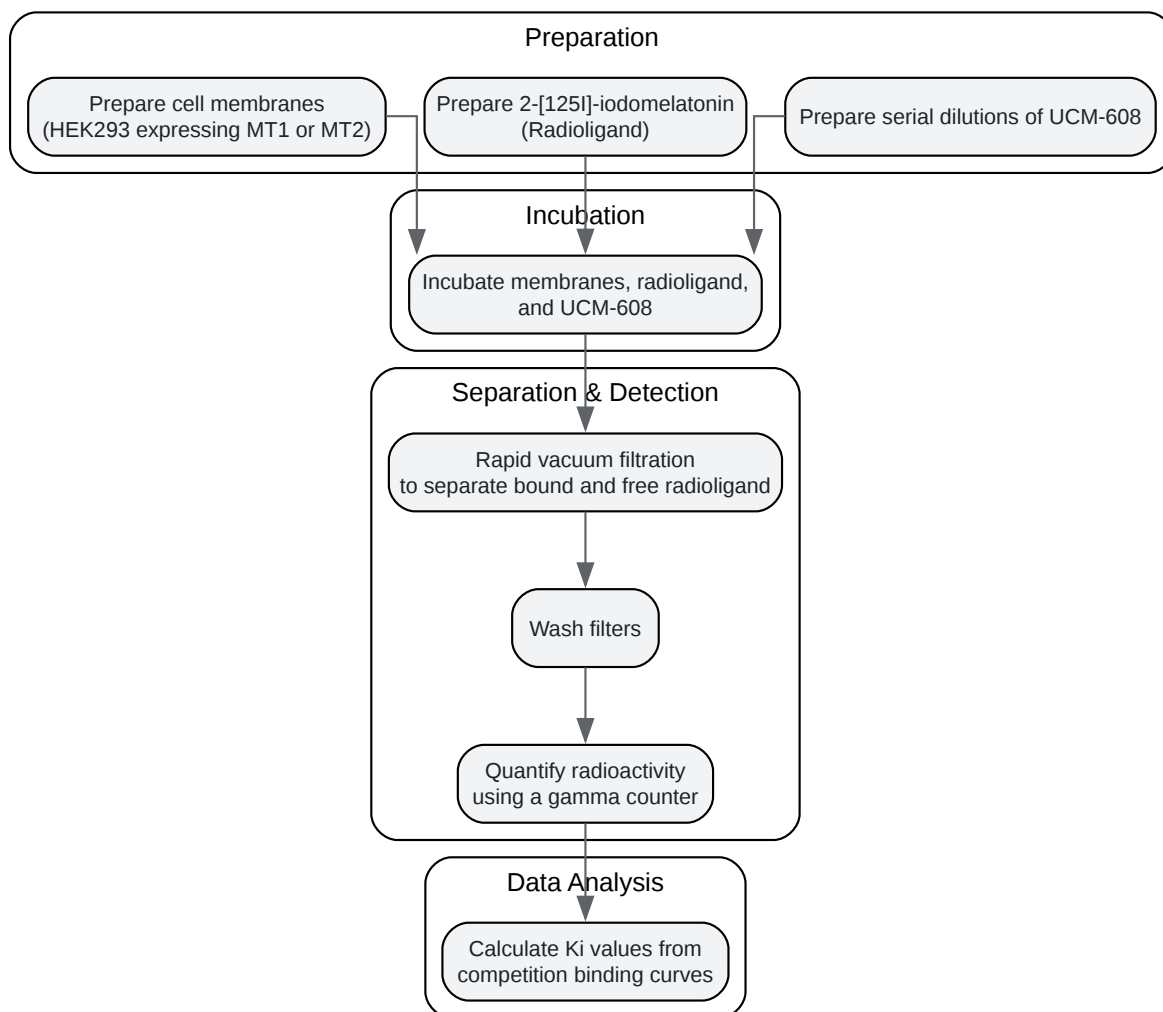 Preparation
Prepare cell membranes
(HEK293 expressing MT1 or MT2)
Prepare 2-[125I]-iodomelatonin
(Radioligand)
Prepare serial dilutions of UCM-608
Incubation
Incubate membranes, radioligand,
and UCM-608
Separation & Detection
Rapid vacuum filtration
to separate bound and free radioligand
Wash filters
Quantify radioactivity
using a gamma counter
Data Analysis
Calculate Ki values from
competition binding curves